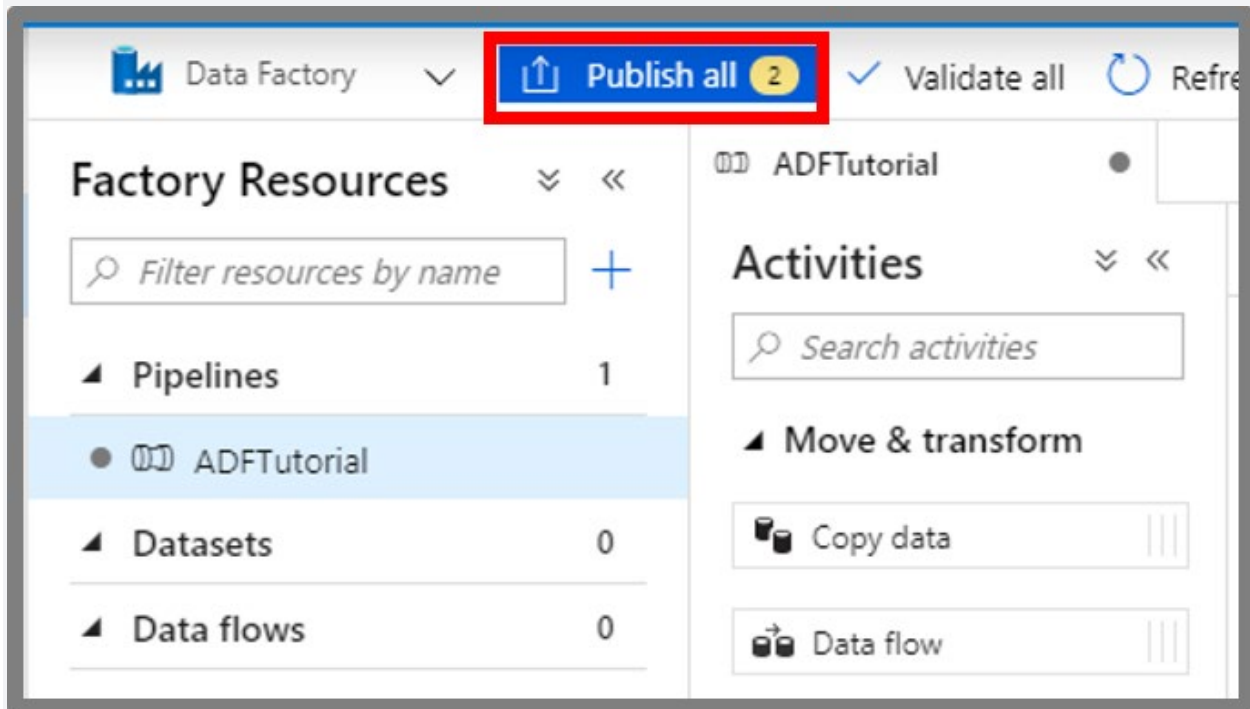 Data Factory
Publish all 2
Validate all
Refre
Factory Resources
Filter resources by name
Pipelines 1
ADFTutorial
Datasets 0
Data flows 0
ADFTutorial
Activities
Search activities
Move & transform
Copy data
Data flow